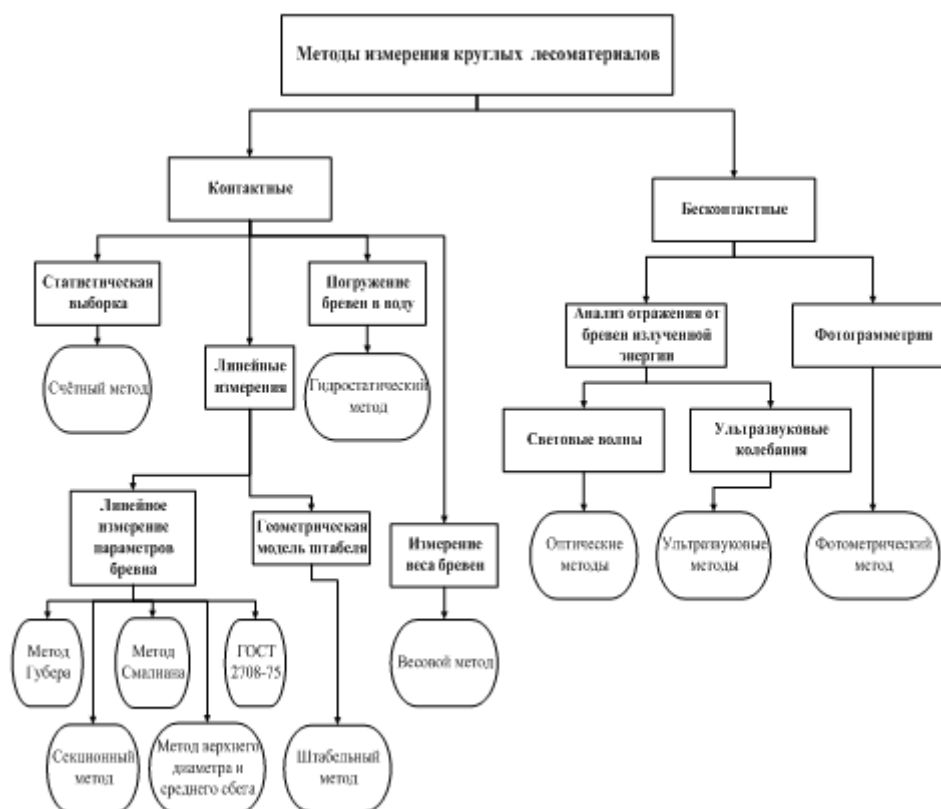 Методы измерения круглых лесоматериалов
Контактные
Бесконтактные
Статистическая
выборка
Погружение
бревен в воду
Анализ отражения от
бревен излученной
энергии
Фотограмметрия
Линейные
измерения
Счётный метод
Гидростатический
метод
Световые волны
Ультразвуковые
колебания
Линейное
измерение
параметров
бревна
Геометрическая
модель штабеля
Измерение
веса бревен
Оптические
методы
Ультразвуковые
методы
Фотометрический
метод
Метод
Губера
Метод
Смалиана
ГОСТ
2708-75
Весовой метод
Секционный
метод
Метод верхнего
диаметра и
среднего сбега
Штабельный
метод